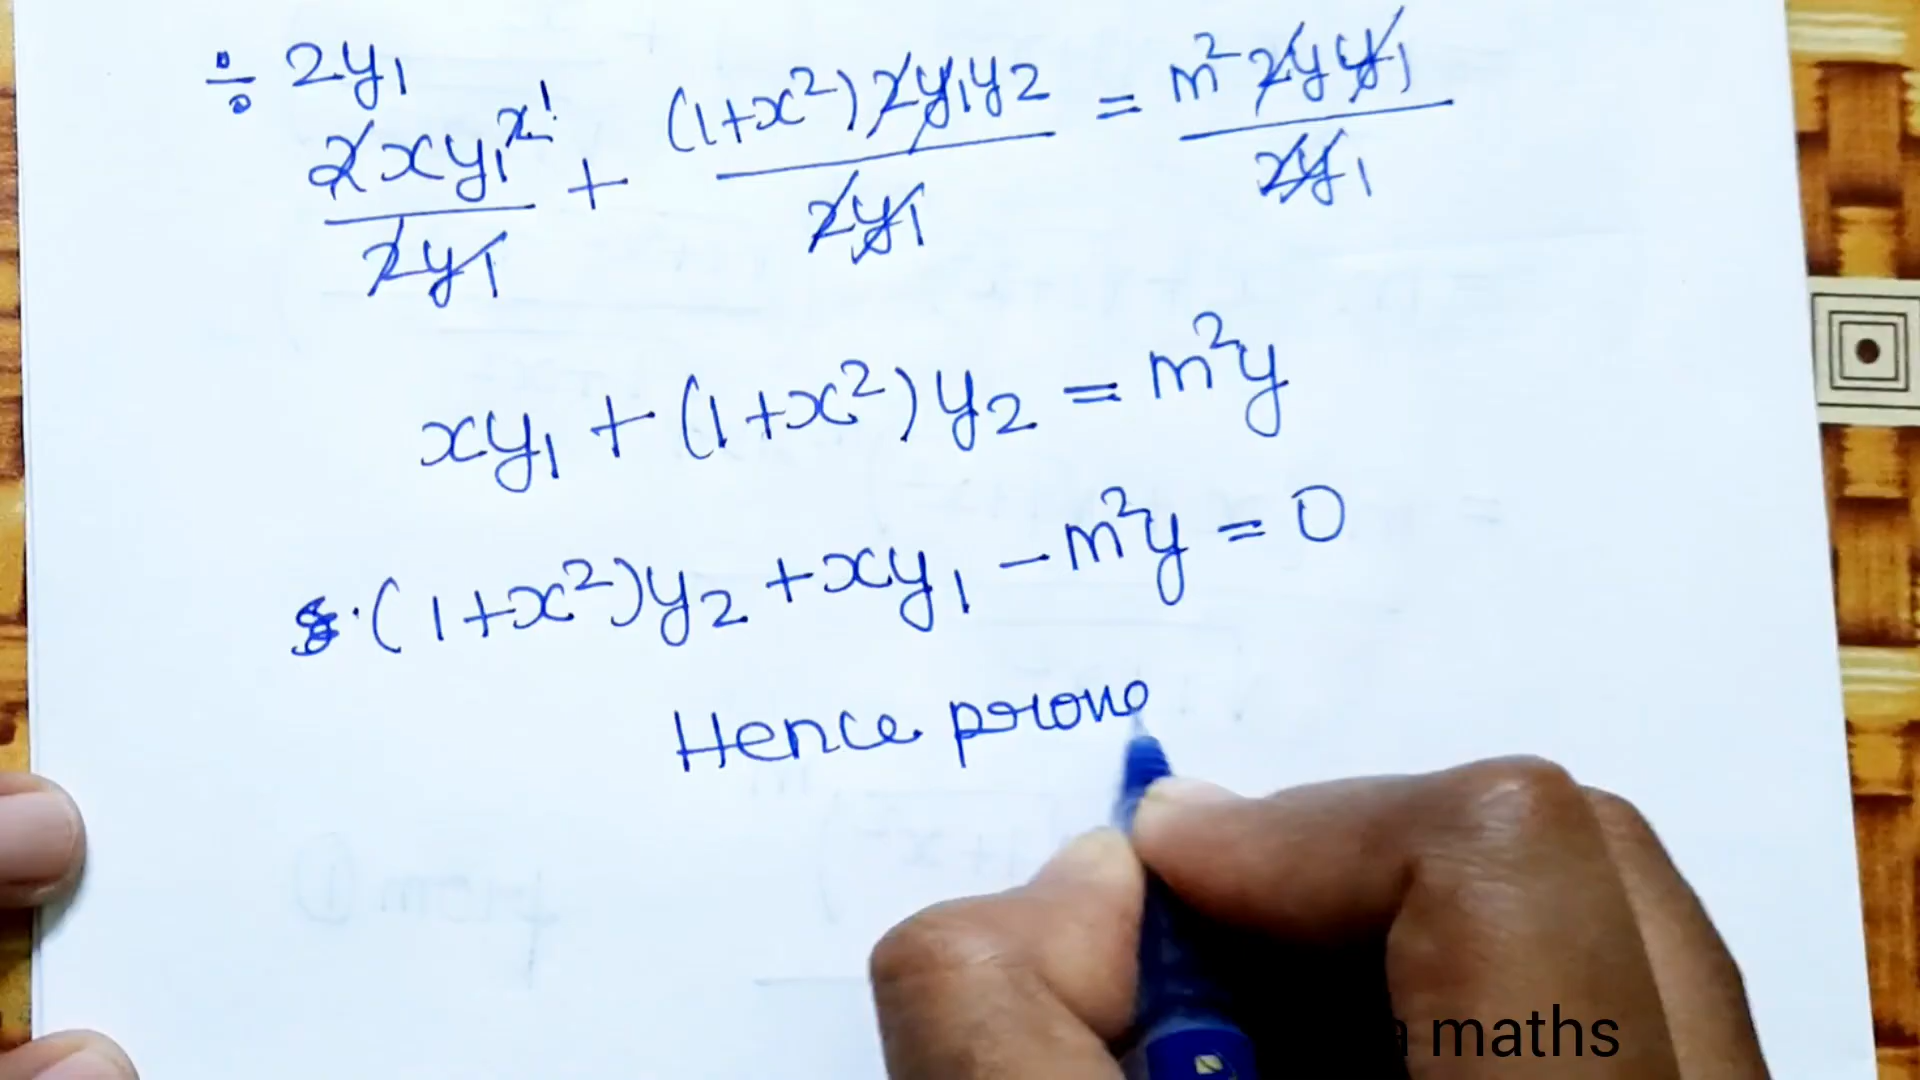 ÷ 2y₁
2xy₁²¹/2y₁ + (1+x²)2y₁y₂/2y₁ = m²2yy₁/2y₁
xy₁ + (1+x²)y₂ = m²y
(1+x²)y₂ + xy₁ - m²y = 0
Hence prove
maths